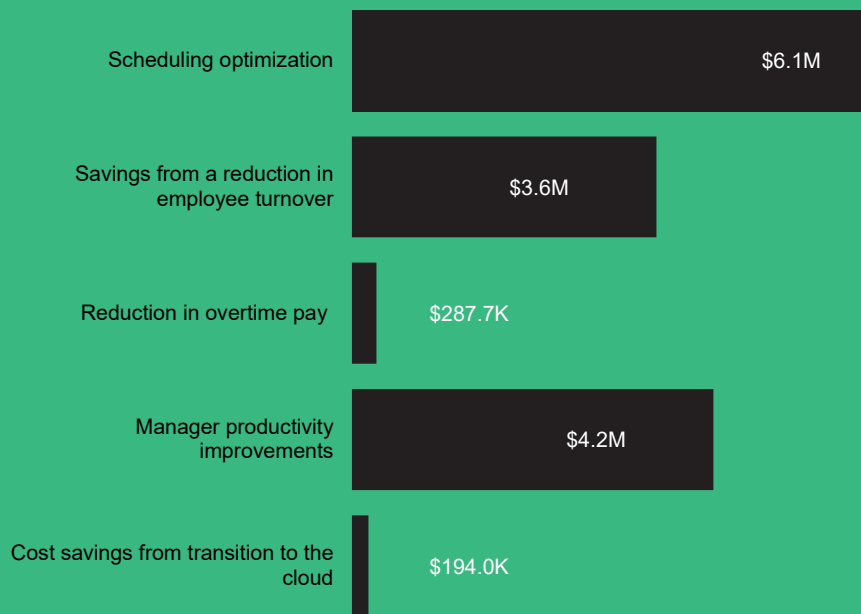 Scheduling optimization
$6.1M
Savings from a reduction in
employee turnover
$3.6M
Reduction in overtime pay
$287.7K
Manager productivity
improvements
$4.2M
Cost savings from transition to the
cloud
$194.0K